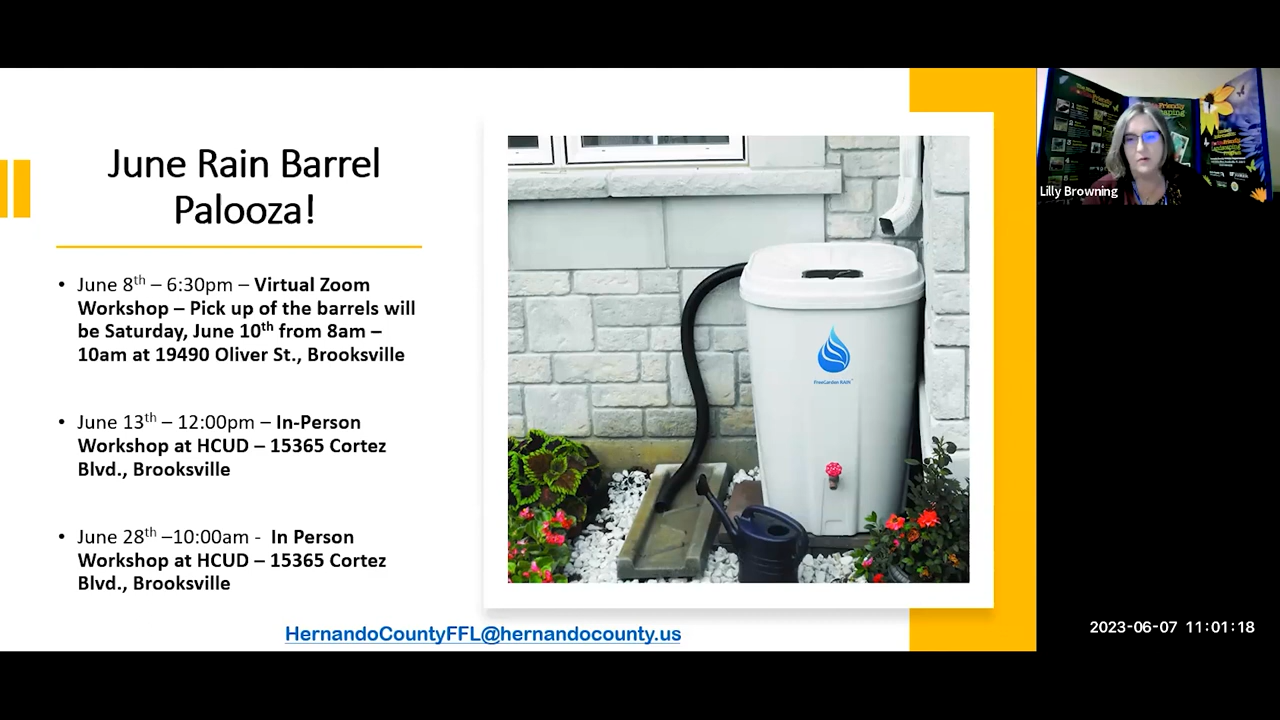 June Rain Barrel
Palooza!
• June 8th – 6:30pm – Virtual Zoom
Workshop – Pick up of the barrels will
be Saturday, June 10th from 8am –
10am at 19490 Oliver St., Brooksville
• June 13th – 12:00pm – In-Person
Workshop at HCUD – 15365 Cortez
Blvd., Brooksville
• June 28th –10:00am - In Person
Workshop at HCUD – 15365 Cortez
Blvd., Brooksville
HernandoCountyFFL@hernandocounty.us
FreeGarden RAIN
Lilly Browning
2023-06-07 11:01:18